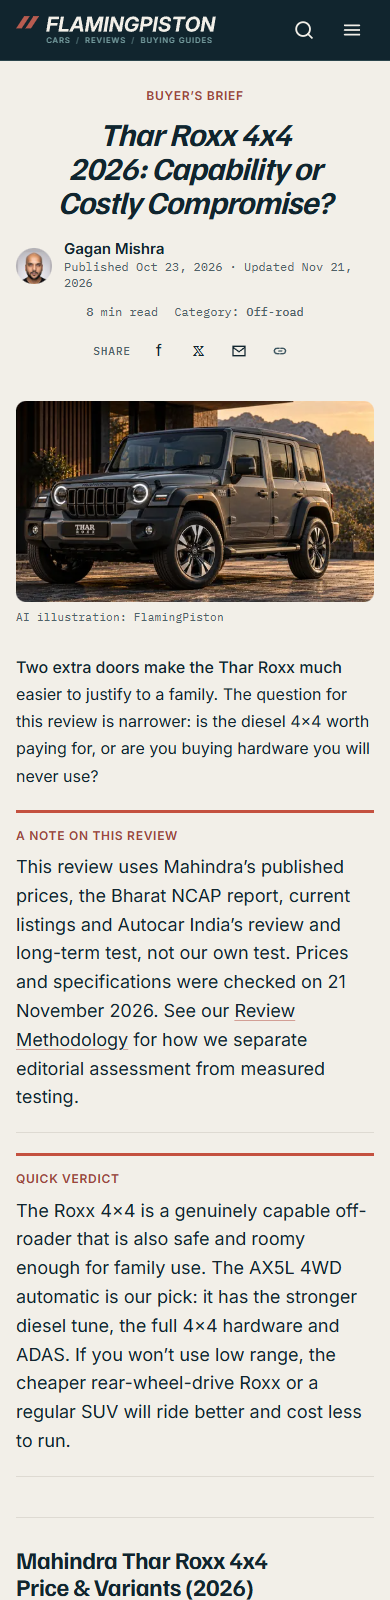 FLAMINGPISTON
CARS / REVIEWS / BUYING GUIDES
BUYER'S BRIEF
Thar Roxx 4x4
2026: Capability or
Costly Compromise?
Gagan Mishra
Published Oct 23, 2026 · Updated Nov 21,
2026
8 min read Category: Off-road
SHARE f X
THAR
ROXX
AI illustration: FlamingPiston
Two extra doors make the Thar Roxx much
easier to justify to a family. The question for
this review is narrower: is the diesel 4×4 worth
paying for, or are you buying hardware you will
never use?
A NOTE ON THIS REVIEW
This review uses Mahindra’s published
prices, the Bharat NCAP report, current
listings and Autocar India’s review and
long-term test, not our own test. Prices
and specifications were checked on 21
November 2026. See our Review
Methodology for how we separate
editorial assessment from measured
testing.
QUICK VERDICT
The Roxx 4×4 is a genuinely capable off-
roader that is also safe and roomy
enough for family use. The AX5L 4WD
automatic is our pick: it has the stronger
diesel tune, the full 4×4 hardware and
ADAS. If you won’t use low range, the
cheaper rear-wheel-drive Roxx or a
regular SUV will ride better and cost less
to run.
Mahindra Thar Roxx 4x4
Price & Variants (2026)